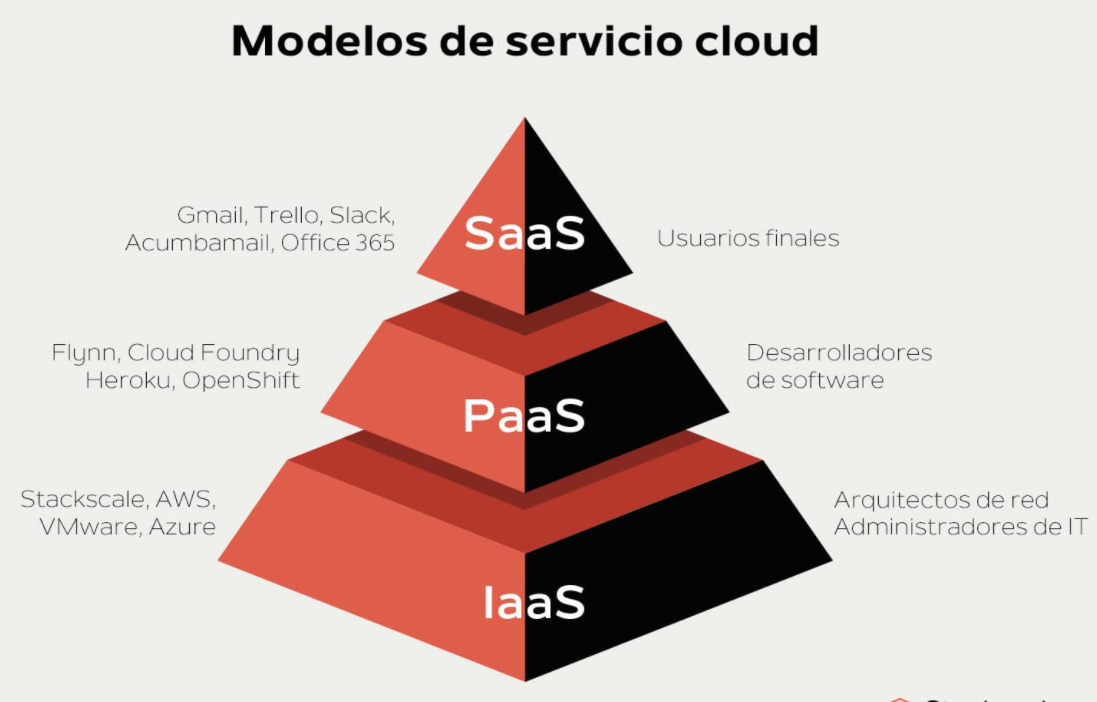 Modelos de servicio cloud
Gmail, Trello, Slack,
Acumbamail, Office 365
SaaS
Usuarios finales
Flynn, Cloud Foundry
Heroku, OpenShift
PaaS
Desarrolladores
de software
Stackscale, AWS,
VMware, Azure
IaaS
Arquitectos de red
Administradores de IT